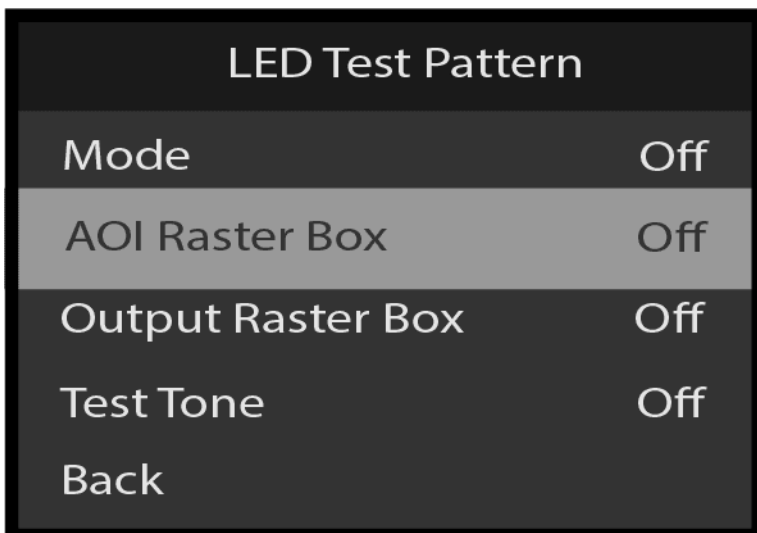 LED Test Pattern
Mode Off
AOI Raster Box Off
Output Raster Box Off
Test Tone Off
Back